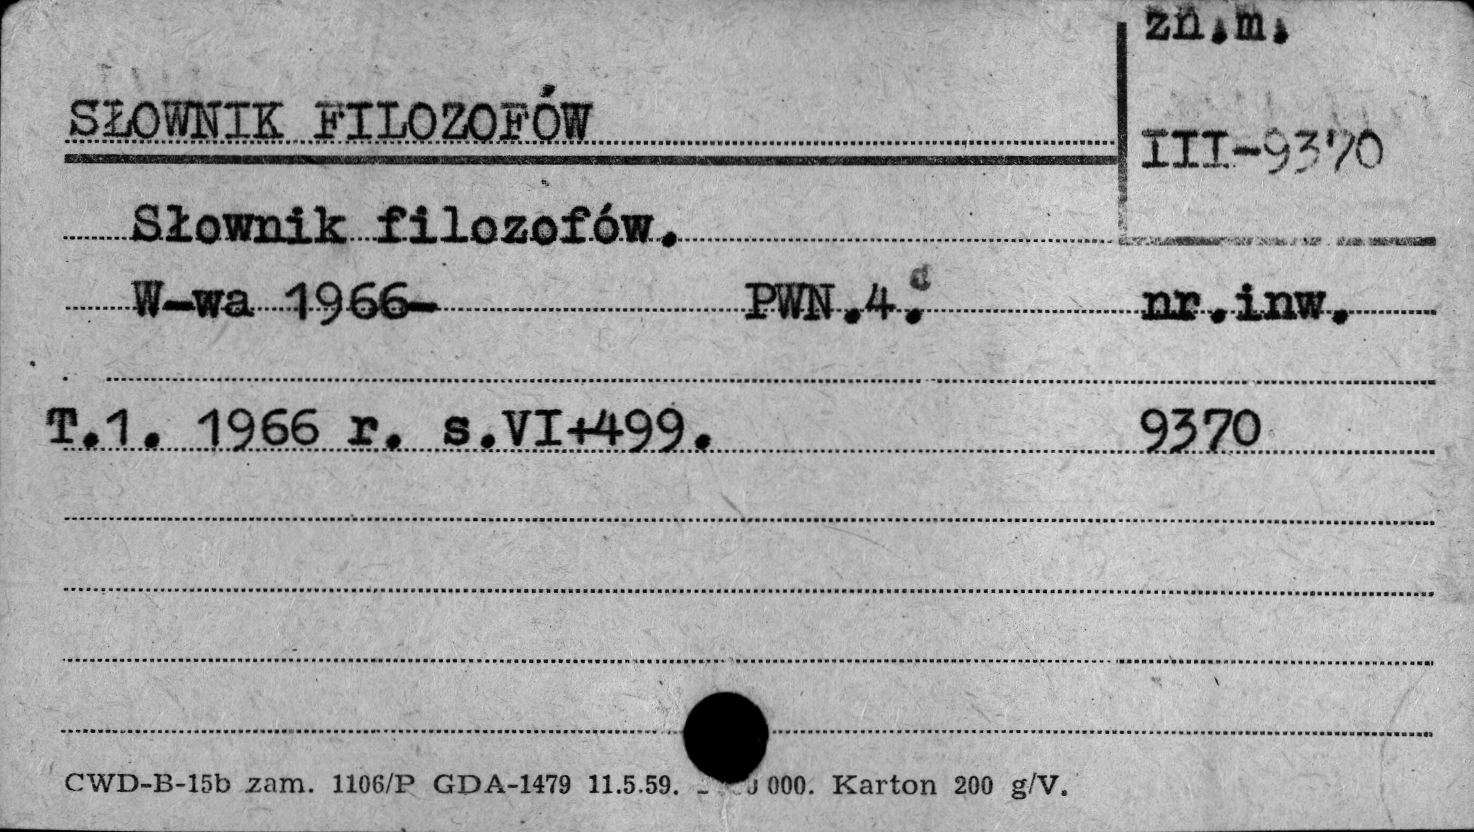 zn.m.
SŁOWNIK FILOZOFÓW
III-9370
Słownik filozofów.
W-wa 1966- PWN.4.d nr.inw.
T.1. 1966 r. s.VI+499. 9370
CWD-B-15b zam. 1106/P GDA-1479 11.5.59. 000. Karton 200 g/V.